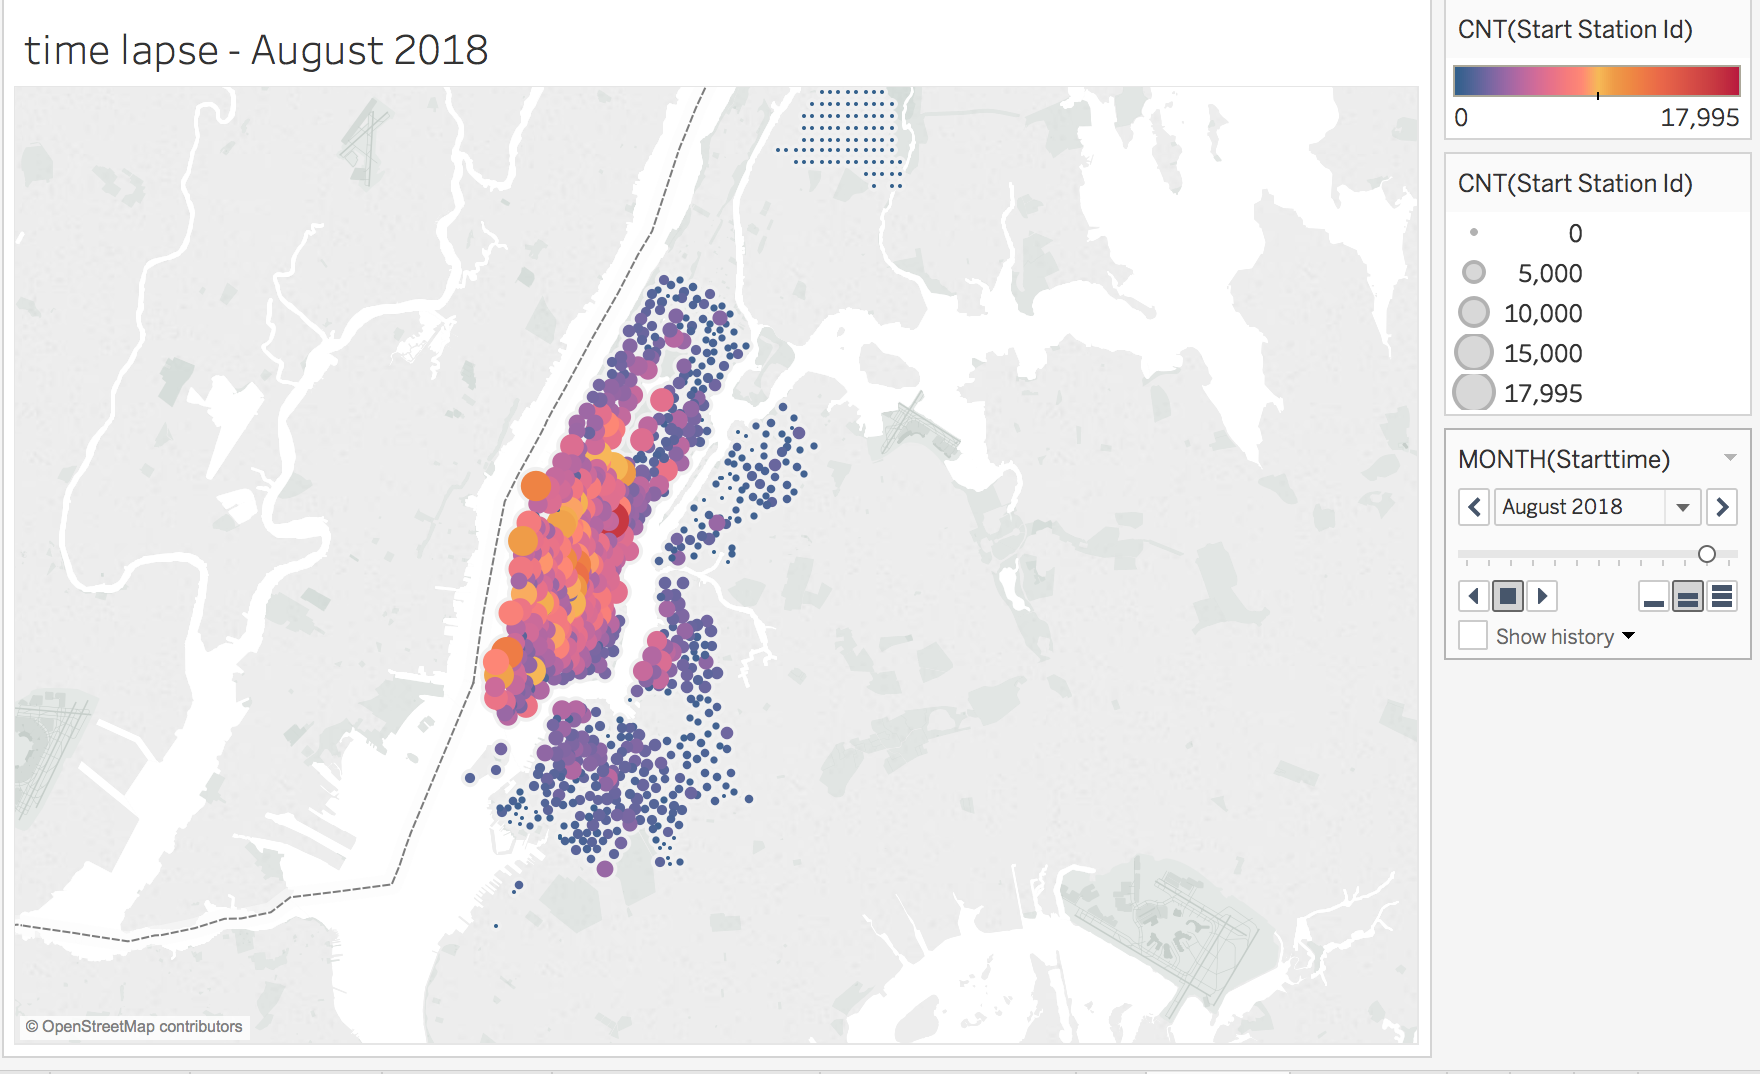 time lapse - August 2018
© OpenStreetMap contributors
CNT(Start Station Id)
0 17,995
CNT(Start Station Id)
0
5,000
10,000
15,000
17,995
MONTH(Starttime)
August 2018
Show history